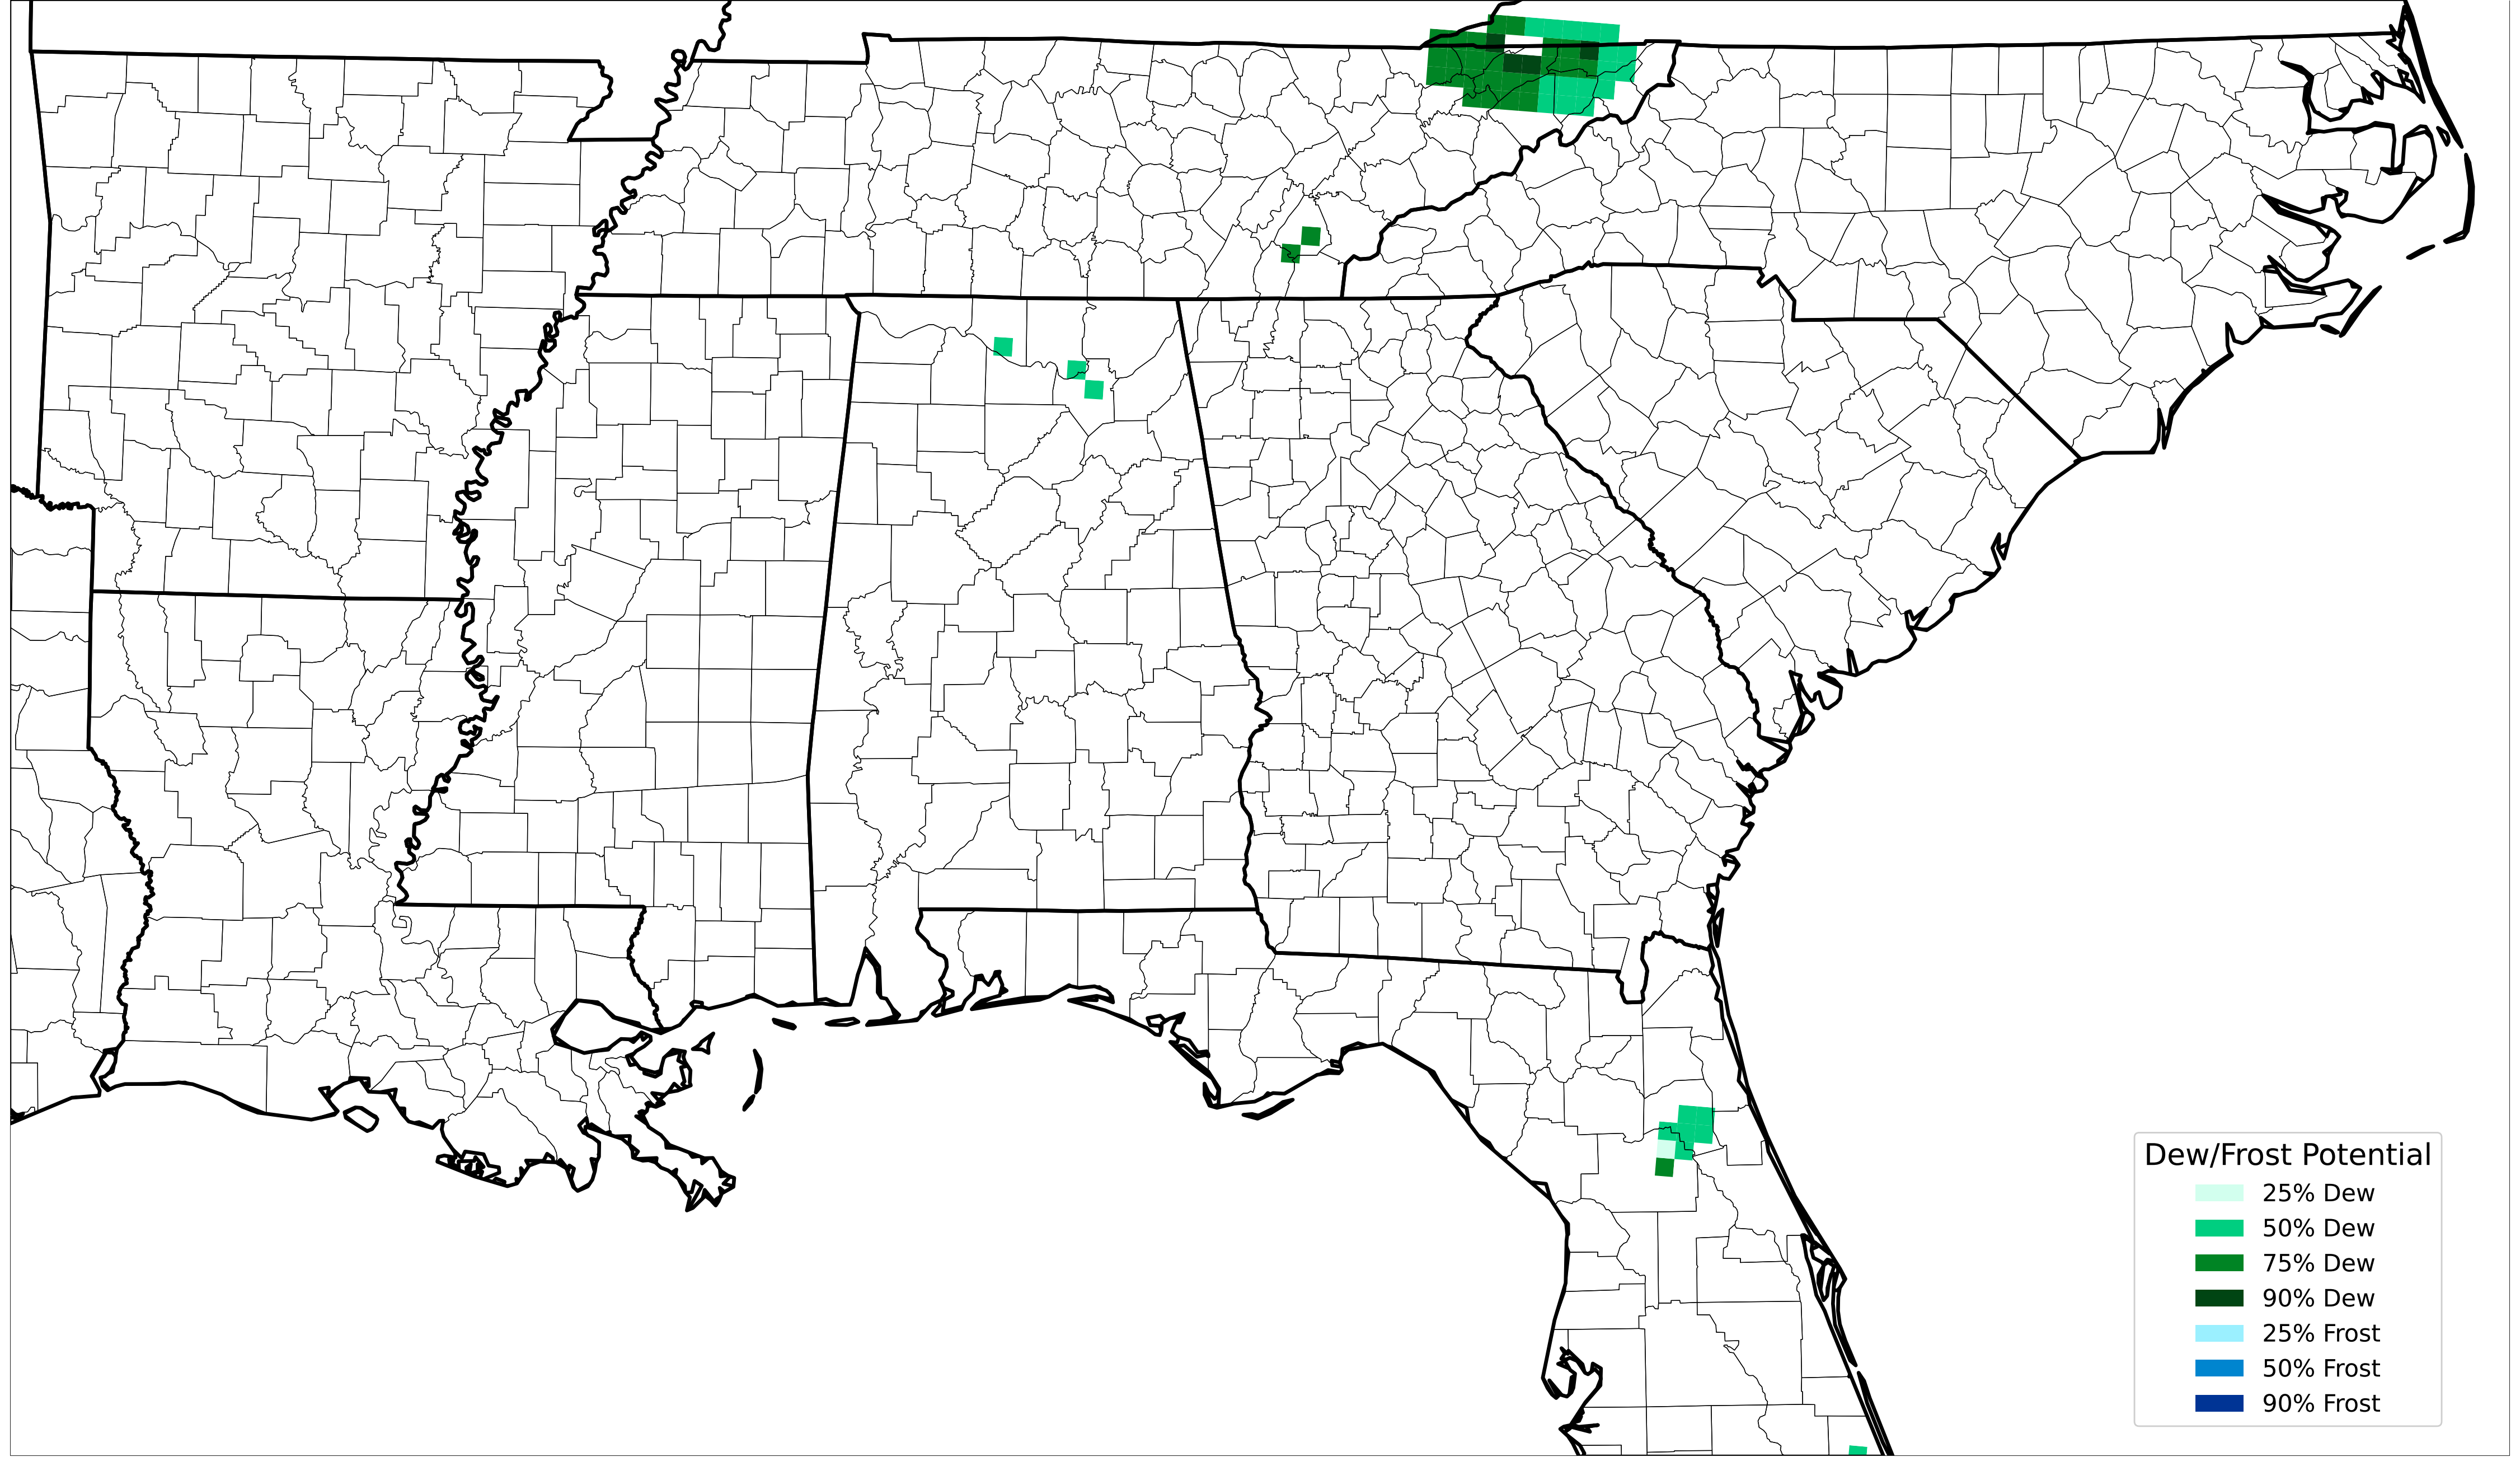 Dew/Frost Potential
25% Dew
50% Dew
75% Dew
90% Dew
25% Frost
50% Frost
90% Frost